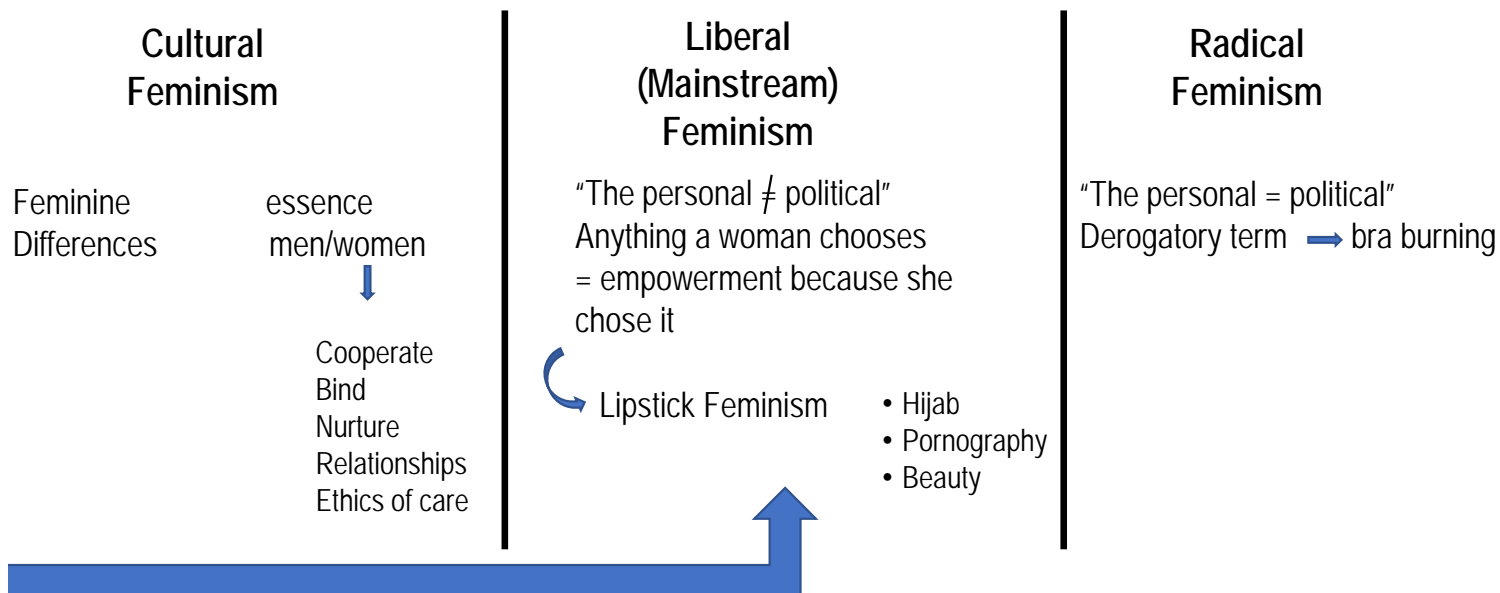 Cultural
Feminism
Feminine essence
Differences men/women
Cooperate
Bind
Nurture
Relationships
Ethics of care
Liberal
(Mainstream)
Feminism
“The personal ≠ political”
Anything a woman chooses
= empowerment because she
chose it
Lipstick Feminism
• Hijab
• Pornography
• Beauty
Radical
Feminism
“The personal = political”
Derogatory term bra burning